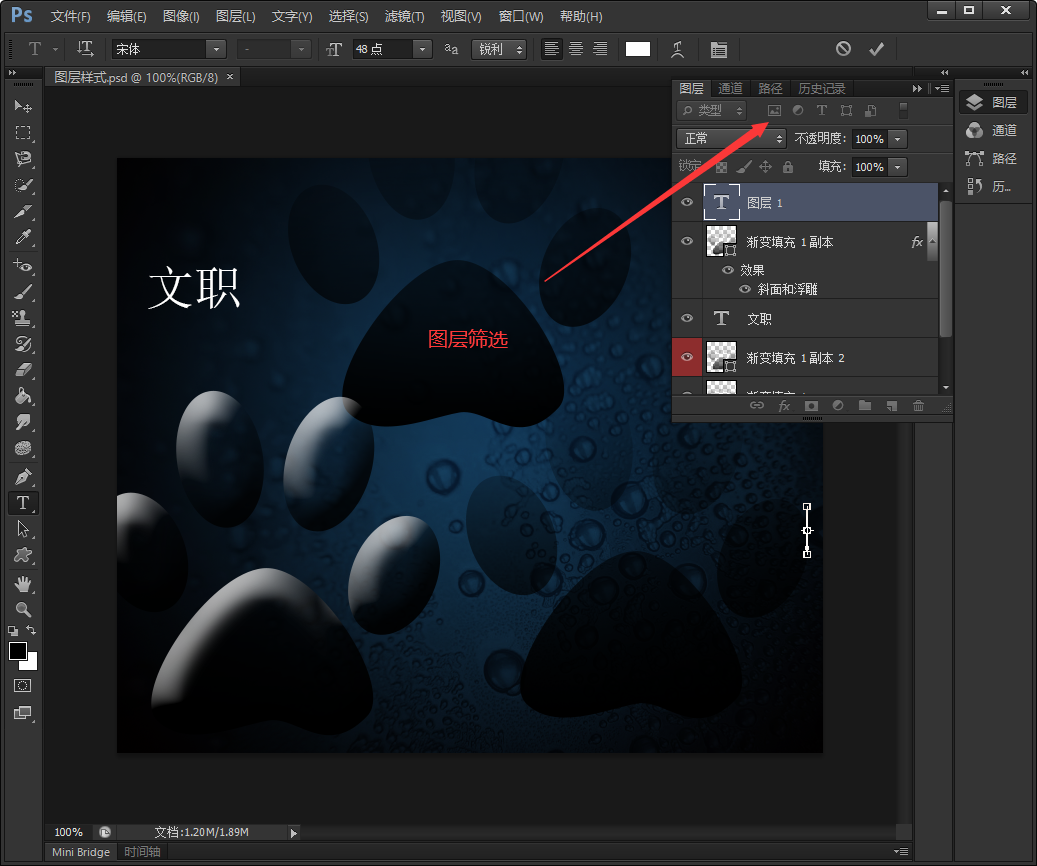 Ps 文件(F) 编辑(E) 图像(I) 图层(L) 文字(Y) 选择(S) 滤镜(T) 视图(V) 窗口(W) 帮助(H)
T 宋体 - 48 点 aa 锐利
图层样式.psd @ 100%(RGB/8) ×
图层 通道 路径 历史记录
类型
正常 不透明度: 100%
锁定 填充: 100%
图层 1
渐变填充 1 副本 fx
效果
斜面和浮雕
文职
渐变填充 1 副本 2
fx
图层
通道
路径
历...
文职
图层筛选
100% 文档:1.20M/1.89M
Mini Bridge 时间轴